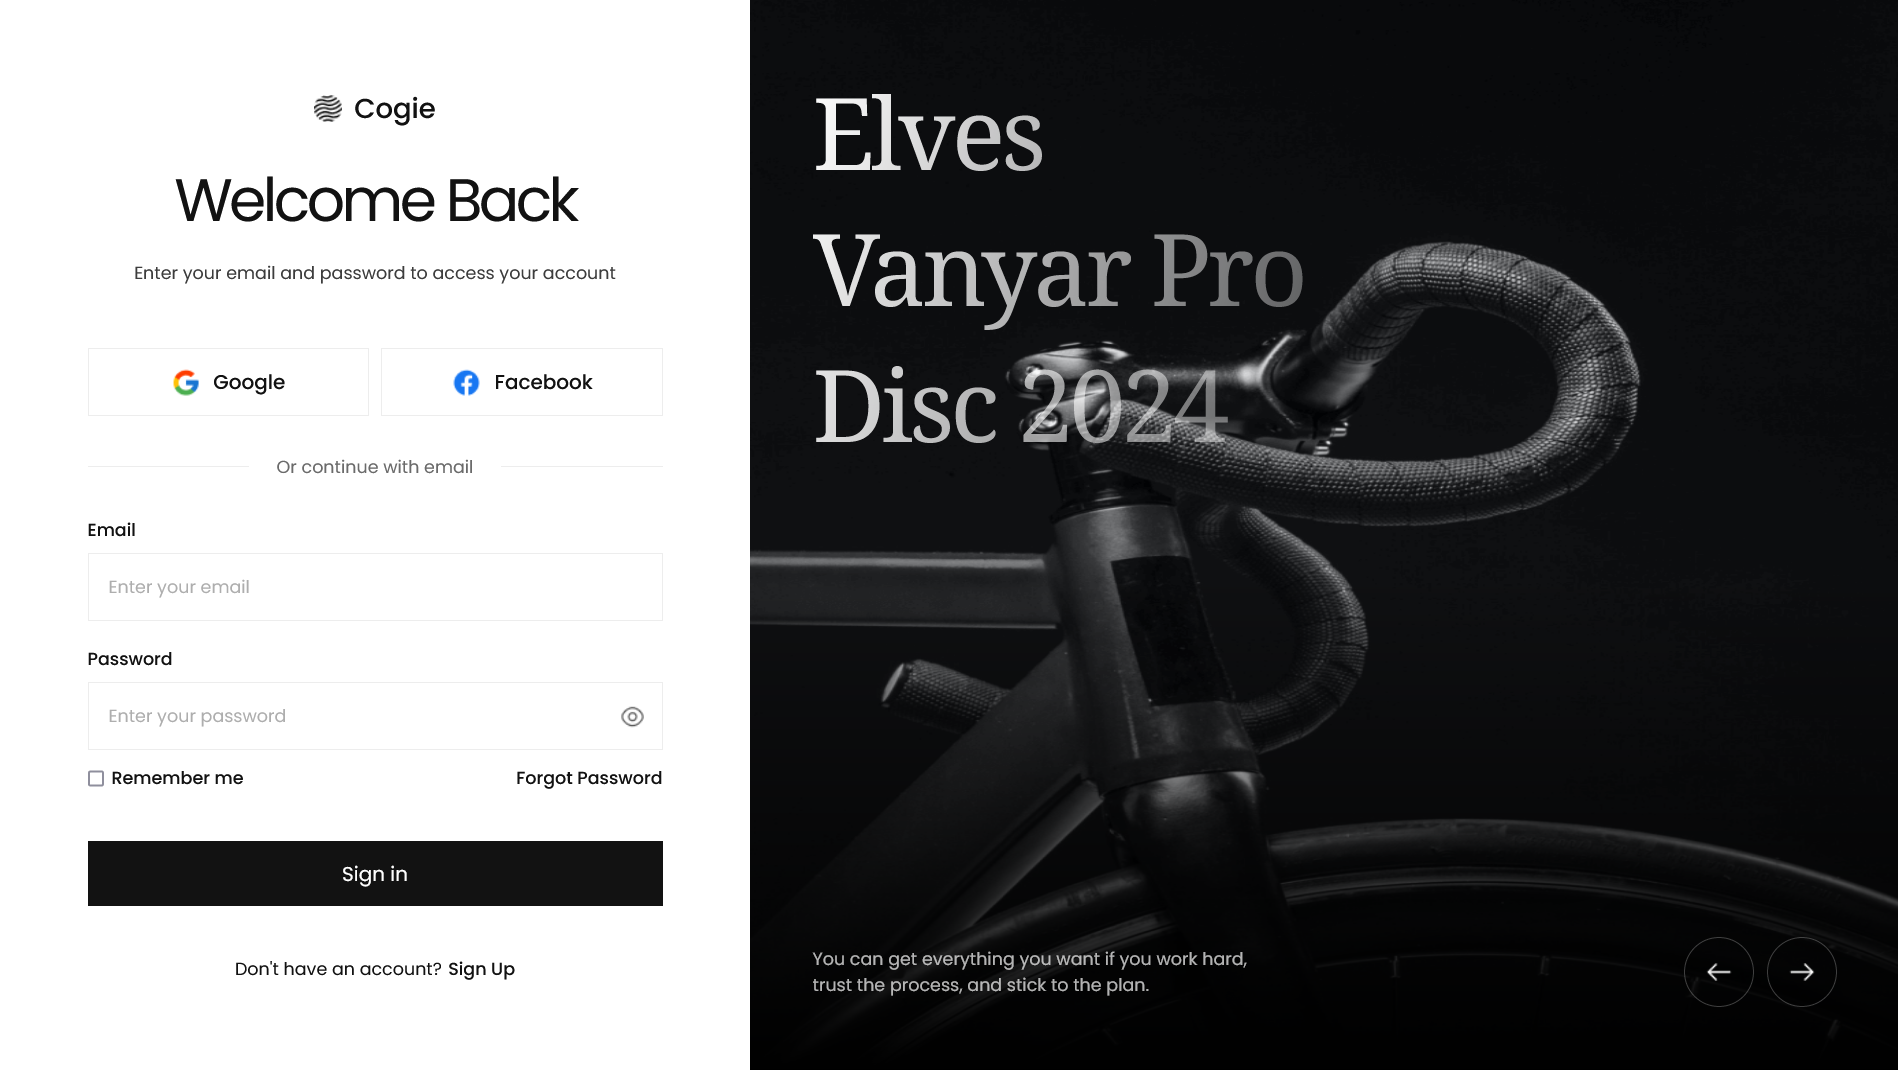 Cogie
Welcome Back
Enter your email and password to access your account
Google
Facebook
Or continue with email
Email
Enter your email
Password
Enter your password
Remember me
Forgot Password
Sign in
Don't have an account? Sign Up
Elves
Vanyar Pro
Disc 2024
You can get everything you want if you work hard,
trust the process, and stick to the plan.